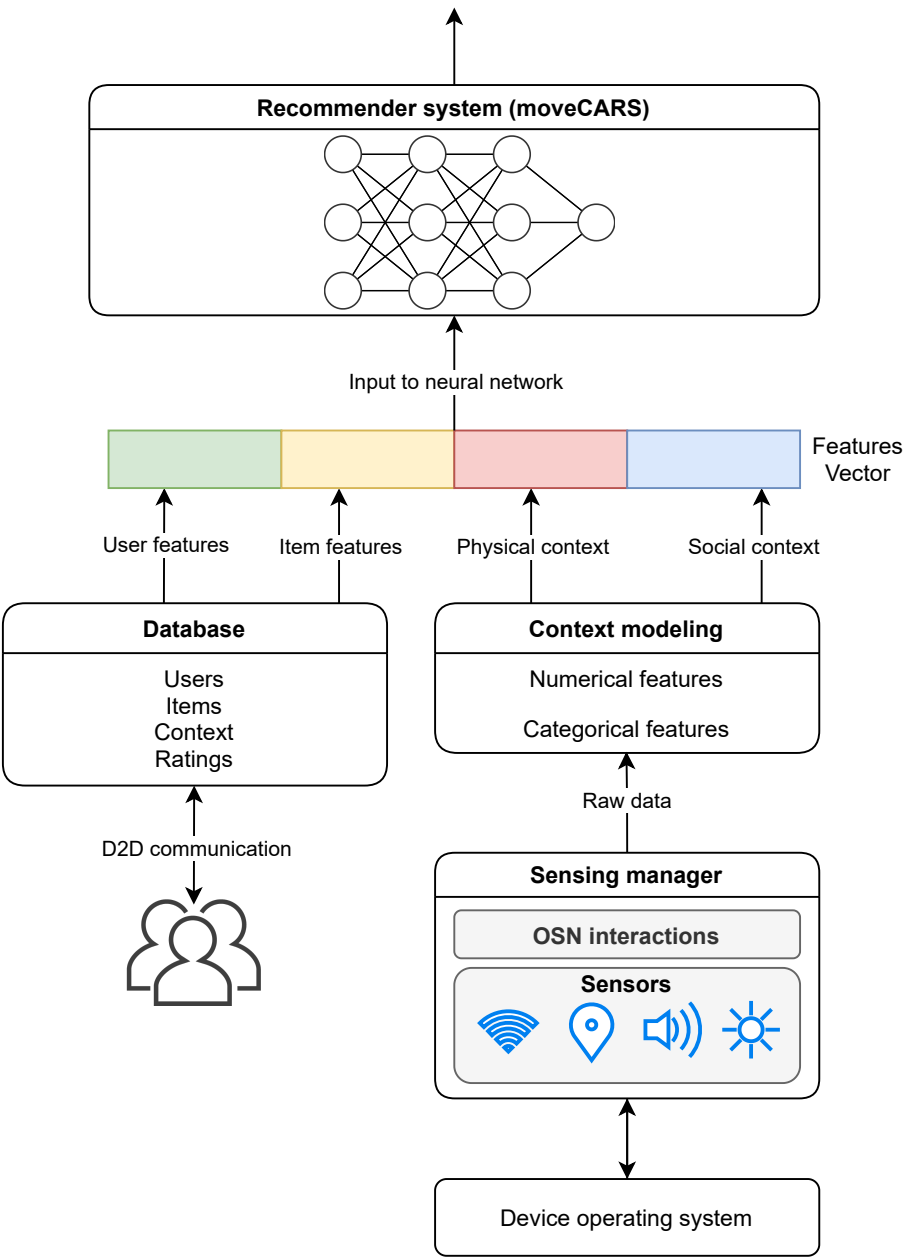 Recommender system (moveCARS)
Input to neural network
Features
Vector
User features
Item features
Physical context
Social context
Database
Users
Items
Context
Ratings
Context modeling
Numerical features
Categorical features
Raw data
D2D communication
Sensing manager
OSN interactions
Sensors
Device operating system